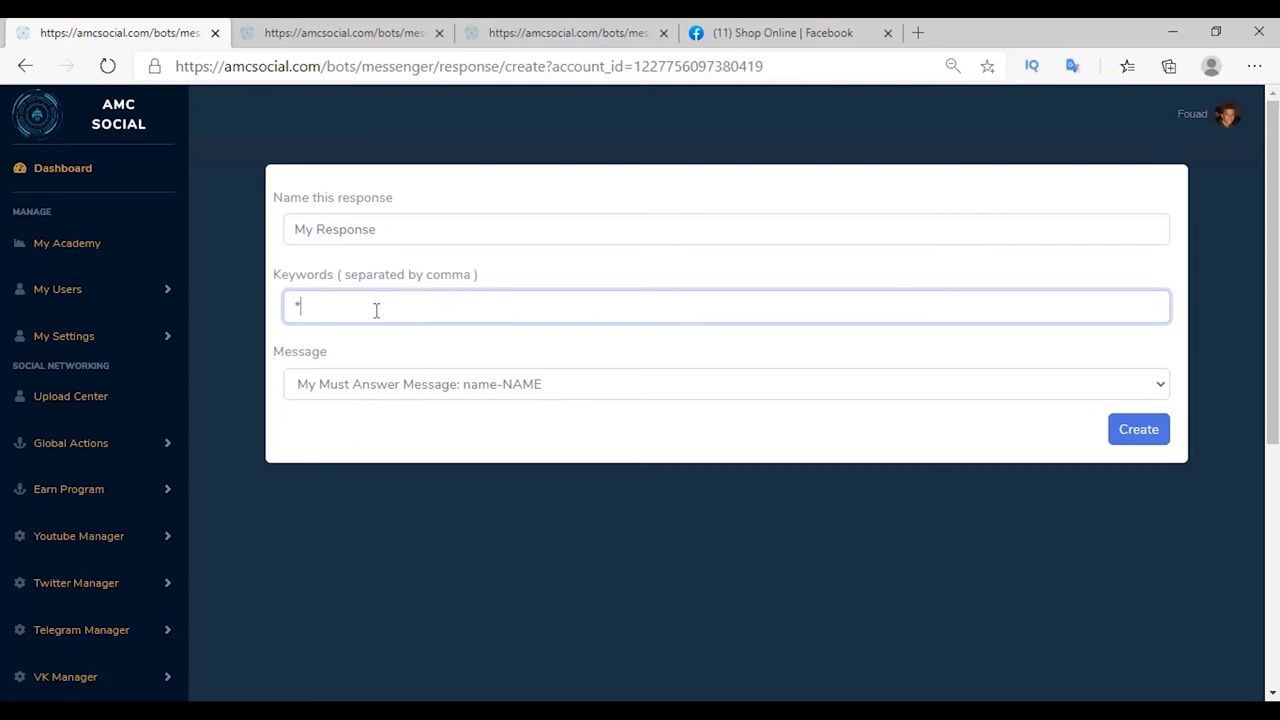 https://amcsocial.com/bots/mes
https://amcsocial.com/bots/mes
https://amcsocial.com/bots/mes
(11) Shop Online | Facebook
https://amcsocial.com/bots/messenger/response/create?account_id=1227756097380419
IQ
AMC
SOCIAL
Fouad
Dashboard
MANAGE
My Academy
My Users
My Settings
SOCIAL NETWORKING
Upload Center
Global Actions
Earn Program
Youtube Manager
Twitter Manager
Telegram Manager
VK Manager
Name this response
My Response
Keywords ( separated by comma )
*
Message
My Must Answer Message: name-NAME
Create